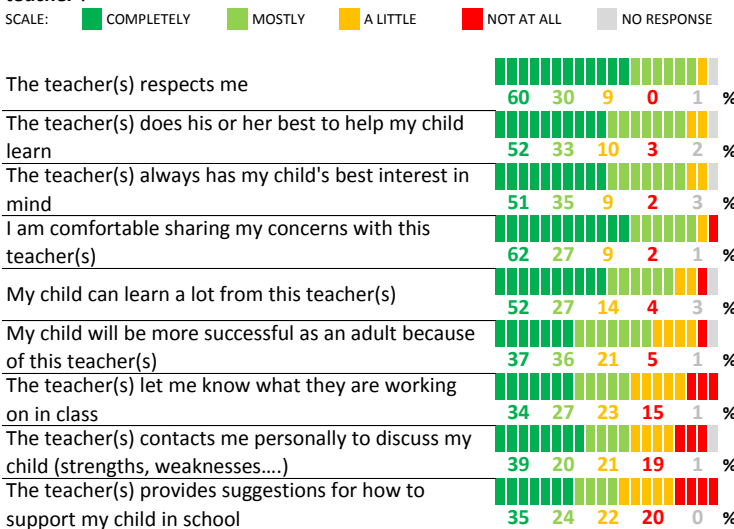 teacher?
SCALE: COMPLETELY MOSTLY A LITTLE NOT AT ALL NO RESPONSE
The teacher(s) respects me
60 30 9 0 1 %
The teacher(s) does his or her best to help my child
learn
52 33 10 3 2 %
The teacher(s) always has my child's best interest in
mind
51 35 9 2 3 %
I am comfortable sharing my concerns with this
teacher(s)
62 27 9 2 1 %
My child can learn a lot from this teacher(s)
52 27 14 4 3 %
My child will be more successful as an adult because
of this teacher(s)
37 36 21 5 1 %
The teacher(s) let me know what they are working
on in class
34 27 23 15 1 %
The teacher(s) contacts me personally to discuss my
child (strengths, weaknesses....)
39 20 21 19 1 %
The teacher(s) provides suggestions for how to
support my child in school
35 24 22 20 0 %